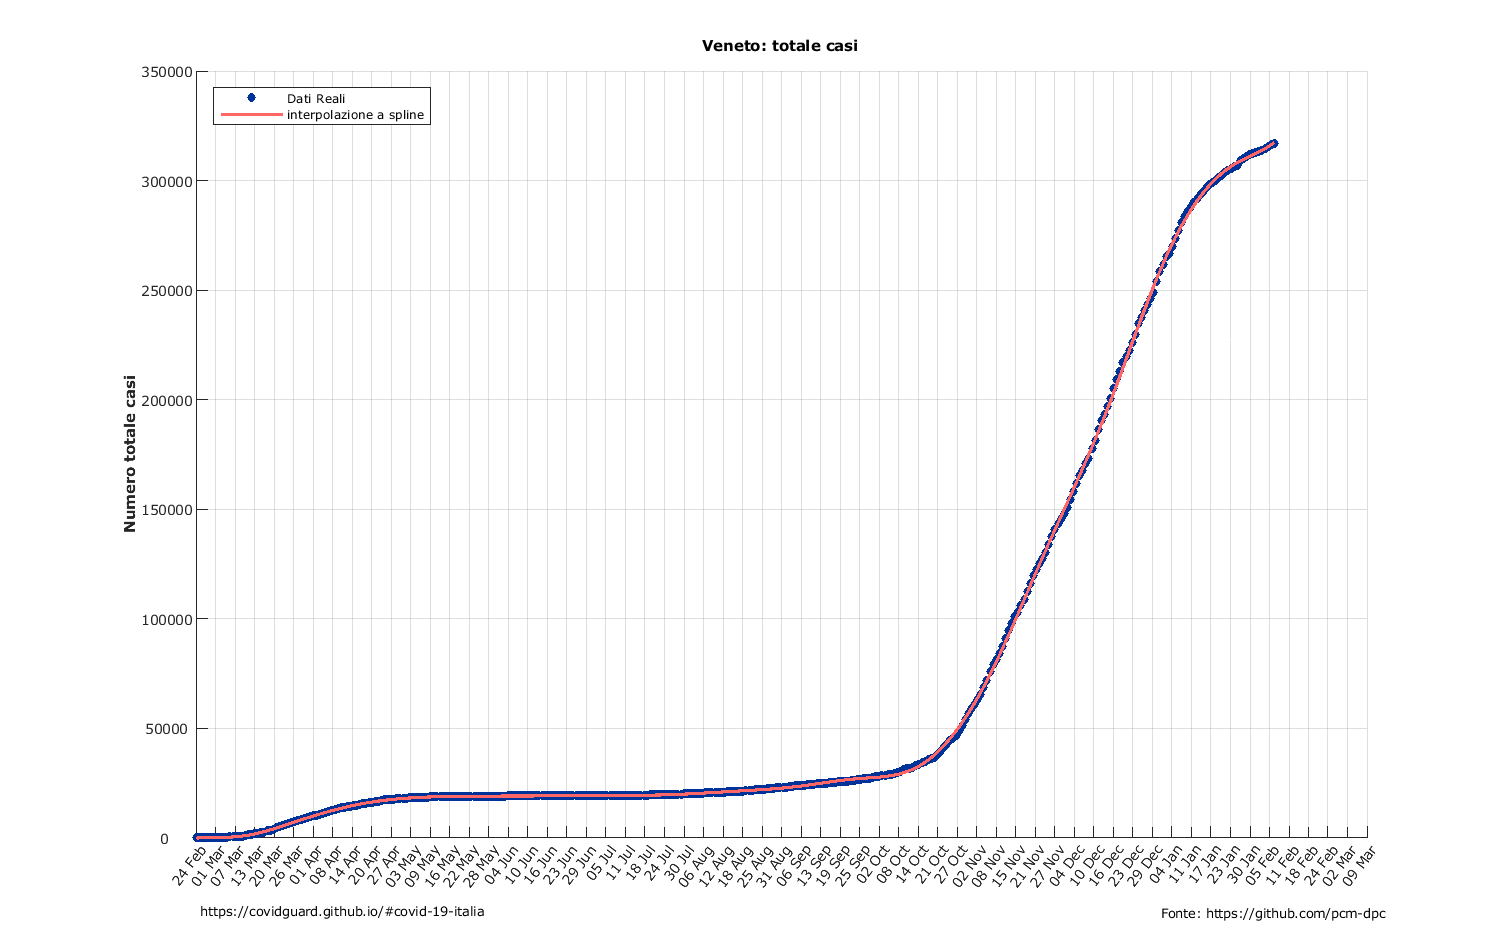 Veneto: totale casi
350000
300000
250000
200000
150000
100000
50000
0
Numero totale casi
Dati Reali
interpolazione a spline
24 Feb
01 Mar
07 Mar
13 Mar
20 Mar
26 Mar
01 Apr
08 Apr
14 Apr
20 Apr
27 Apr
03 May
09 May
16 May
22 May
28 May
04 Jun
10 Jun
16 Jun
23 Jun
29 Jun
05 Jul
11 Jul
18 Jul
24 Jul
30 Jul
06 Aug
12 Aug
18 Aug
25 Aug
31 Aug
06 Sep
13 Sep
19 Sep
25 Sep
02 Oct
08 Oct
14 Oct
21 Oct
27 Oct
02 Nov
08 Nov
15 Nov
21 Nov
27 Nov
04 Dec
10 Dec
16 Dec
23 Dec
29 Dec
04 Jan
11 Jan
17 Jan
23 Jan
30 Jan
05 Feb
11 Feb
18 Feb
24 Feb
02 Mar
09 Mar
https://covidguard.github.io/#covid-19-italia
Fonte: https://github.com/pcm-dpc